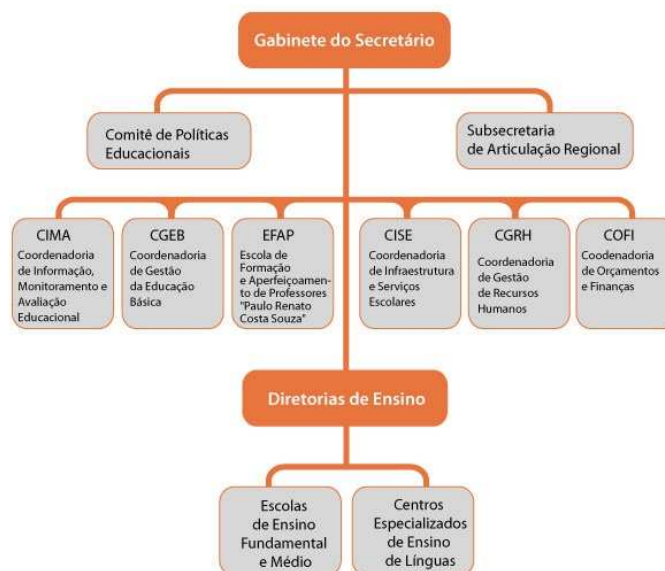 Gabinete do Secretário
Comitê de Políticas
Educacionais
Subsecretaria
de Articulação Regional
CIMA
Coordenadoria
de Informação,
Monitoramento e
Avaliação
Educacional
CGEB
Coordenadoria
de Gestão
da Educação
Básica
EFAP
Escola de
Formação
e Aperfeiçoamen-
to de Professores
"Paulo Renato
Costa Souza"
CISE
Coordenadoria
de Infraestrutura
e Serviços
Escolares
CGRH
Coordenadoria
de Gestão
de Recursos
Humanos
COFI
Coodenadoria
de Orçamentos
e Finanças
Diretorias de Ensino
Escolas
de Ensino
Fundamental
e Médio
Centros
Especializados
de Ensino
de Línguas